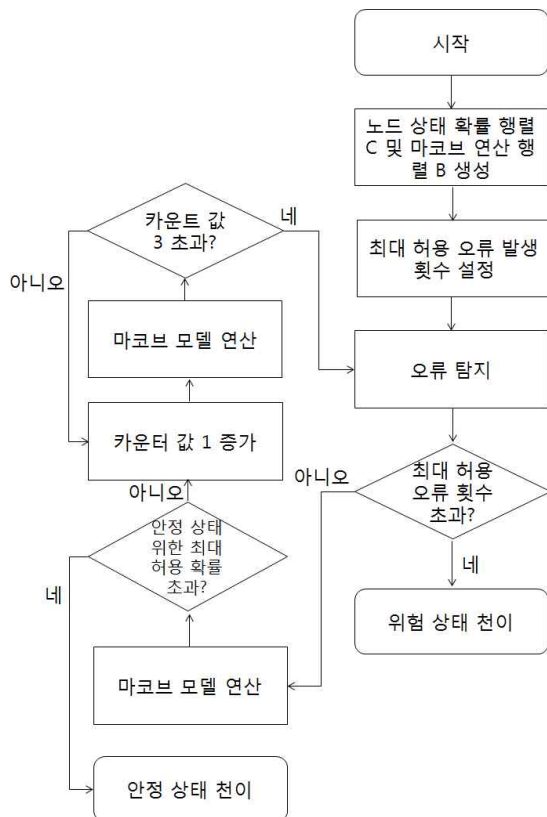 시작
노드 상태 확률 행렬
C 및 마코브 연산 행
렬 B 생성
최대 허용 오류 발생
횟수 설정
오류 탐지
최대 허용
오류 횟수
초과?
네
위험 상태 천이
아니오
마코브 모델 연산
안정 상태
위한 최대
허용 확률
초과?
네
안정 상태 천이
아니오
카운터 값 1 증가
마코브 모델 연산
카운트 값
3 초과?
네
아니오